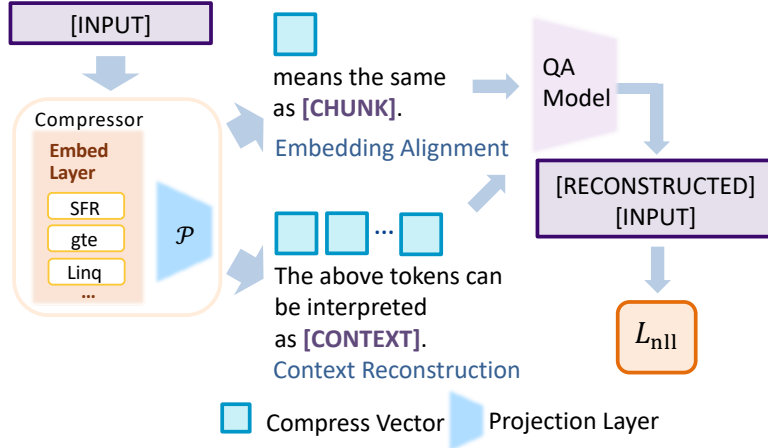 [INPUT]
Compressor
Embed
Layer
SFR
gte
Linq
...
𝒫
means the same
as [CHUNK].
Embedding Alignment
...
The above tokens can
be interpreted
as [CONTEXT].
Context Reconstruction
QA
Model
[RECONSTRUCTED]
[INPUT]
L_nll
Compress Vector
Projection Layer